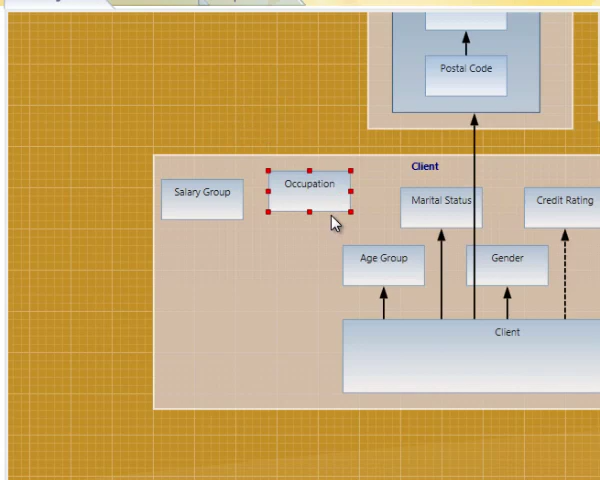 Postal Code
Client
Salary Group
Occupation
Marital Status
Credit Rating
Age Group
Gender
Client